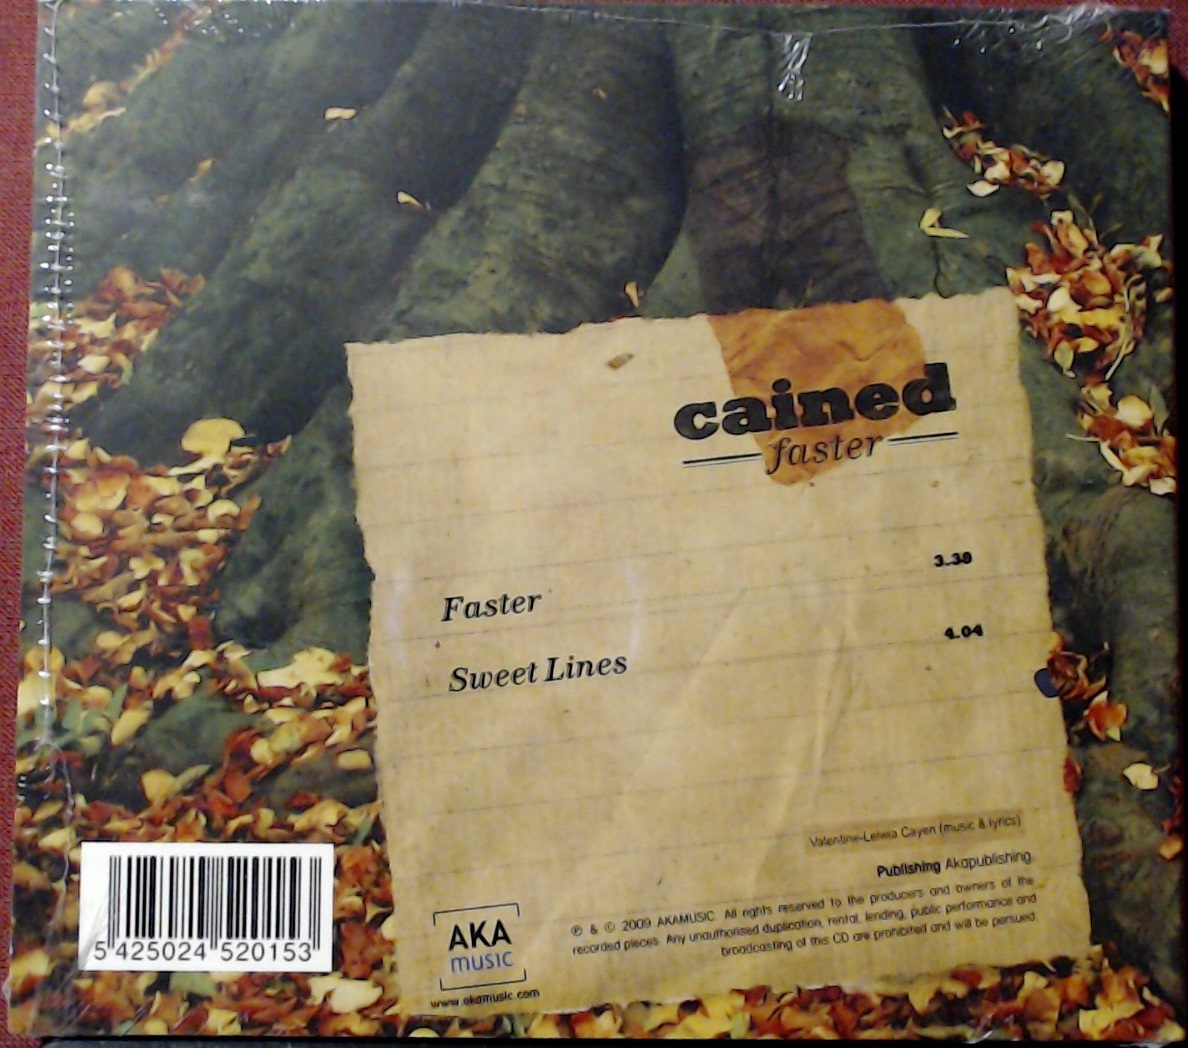 cained
faster
Faster 3.30
Sweet Lines 4.04
Valentine-Leiwia Cayen (music & lyrics)
Publishing Akapublishing.
℗ & © 2009 AKAMUSIC. All rights reserved to the producers and owners of the
recorded pieces. Any unauthorised duplication, rental, lending, public performance and
broadcasting of this CD are prohibited and will be persued.
AKA
music
www.akamusic.com
5 425024 520153